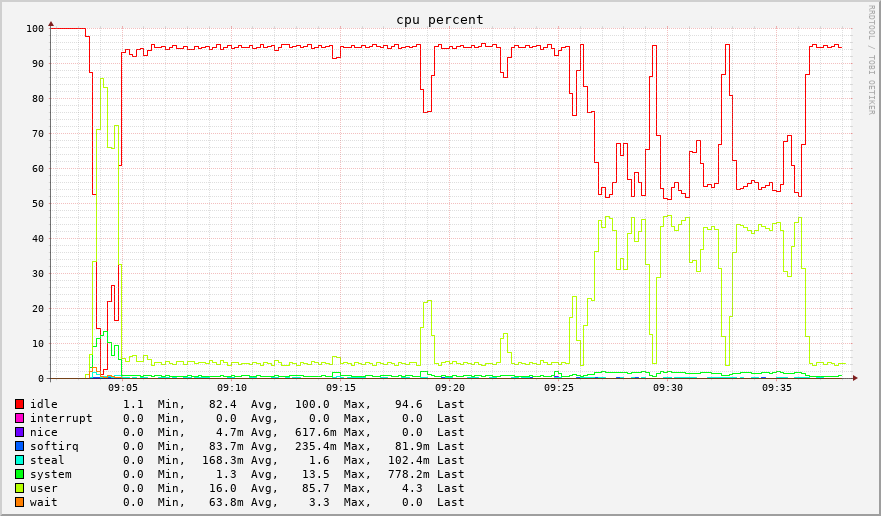 cpu percent
RRDTOOL / TOBI OETIKER
100
90
80
70
60
50
40
30
20
10
0
09:05 09:10 09:15 09:20 09:25 09:30 09:35
idle 1.1 Min, 82.4 Avg, 100.0 Max, 94.6 Last
interrupt 0.0 Min, 0.0 Avg, 0.0 Max, 0.0 Last
nice 0.0 Min, 4.7m Avg, 617.6m Max, 0.0 Last
softirq 0.0 Min, 83.7m Avg, 235.4m Max, 81.9m Last
steal 0.0 Min, 168.3m Avg, 1.6 Max, 102.4m Last
system 0.0 Min, 1.3 Avg, 13.5 Max, 778.2m Last
user 0.0 Min, 16.0 Avg, 85.7 Max, 4.3 Last
wait 0.0 Min, 63.8m Avg, 3.3 Max, 0.0 Last